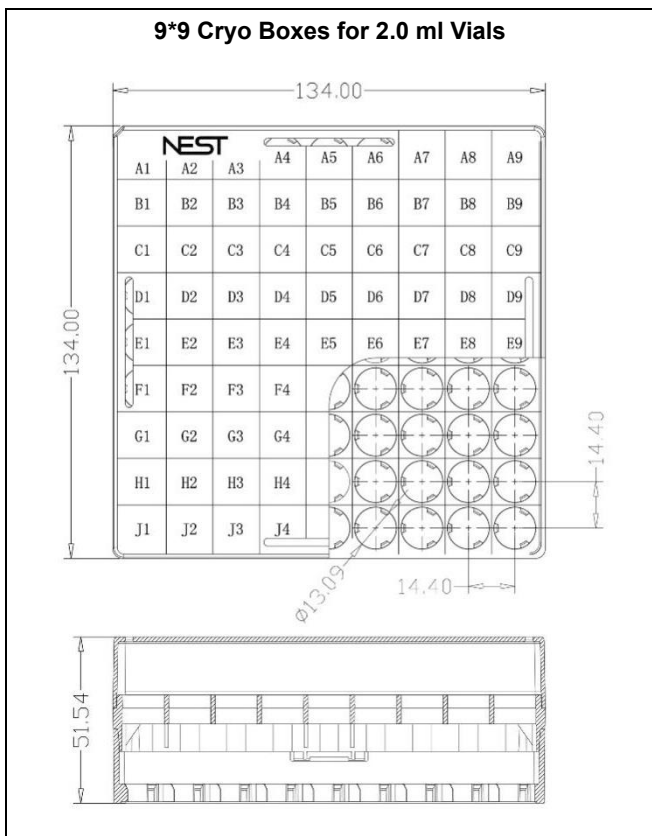 9*9 Cryo Boxes for 2.0 ml Vials
134.00
NEST
A1 A2 A3 A4 A5 A6 A7 A8 A9
B1 B2 B3 B4 B5 B6 B7 B8 B9
C1 C2 C3 C4 C5 C6 C7 C8 C9
D1 D2 D3 D4 D5 D6 D7 D8 D9
134.00
E1 E2 E3 E4 E5 E6 E7 E8 E9
F1 F2 F3 F4
G1 G2 G3 G4
14.40
H1 H2 H3 H4
J1 J2 J3 J4
ø13.09
14.40
51.54